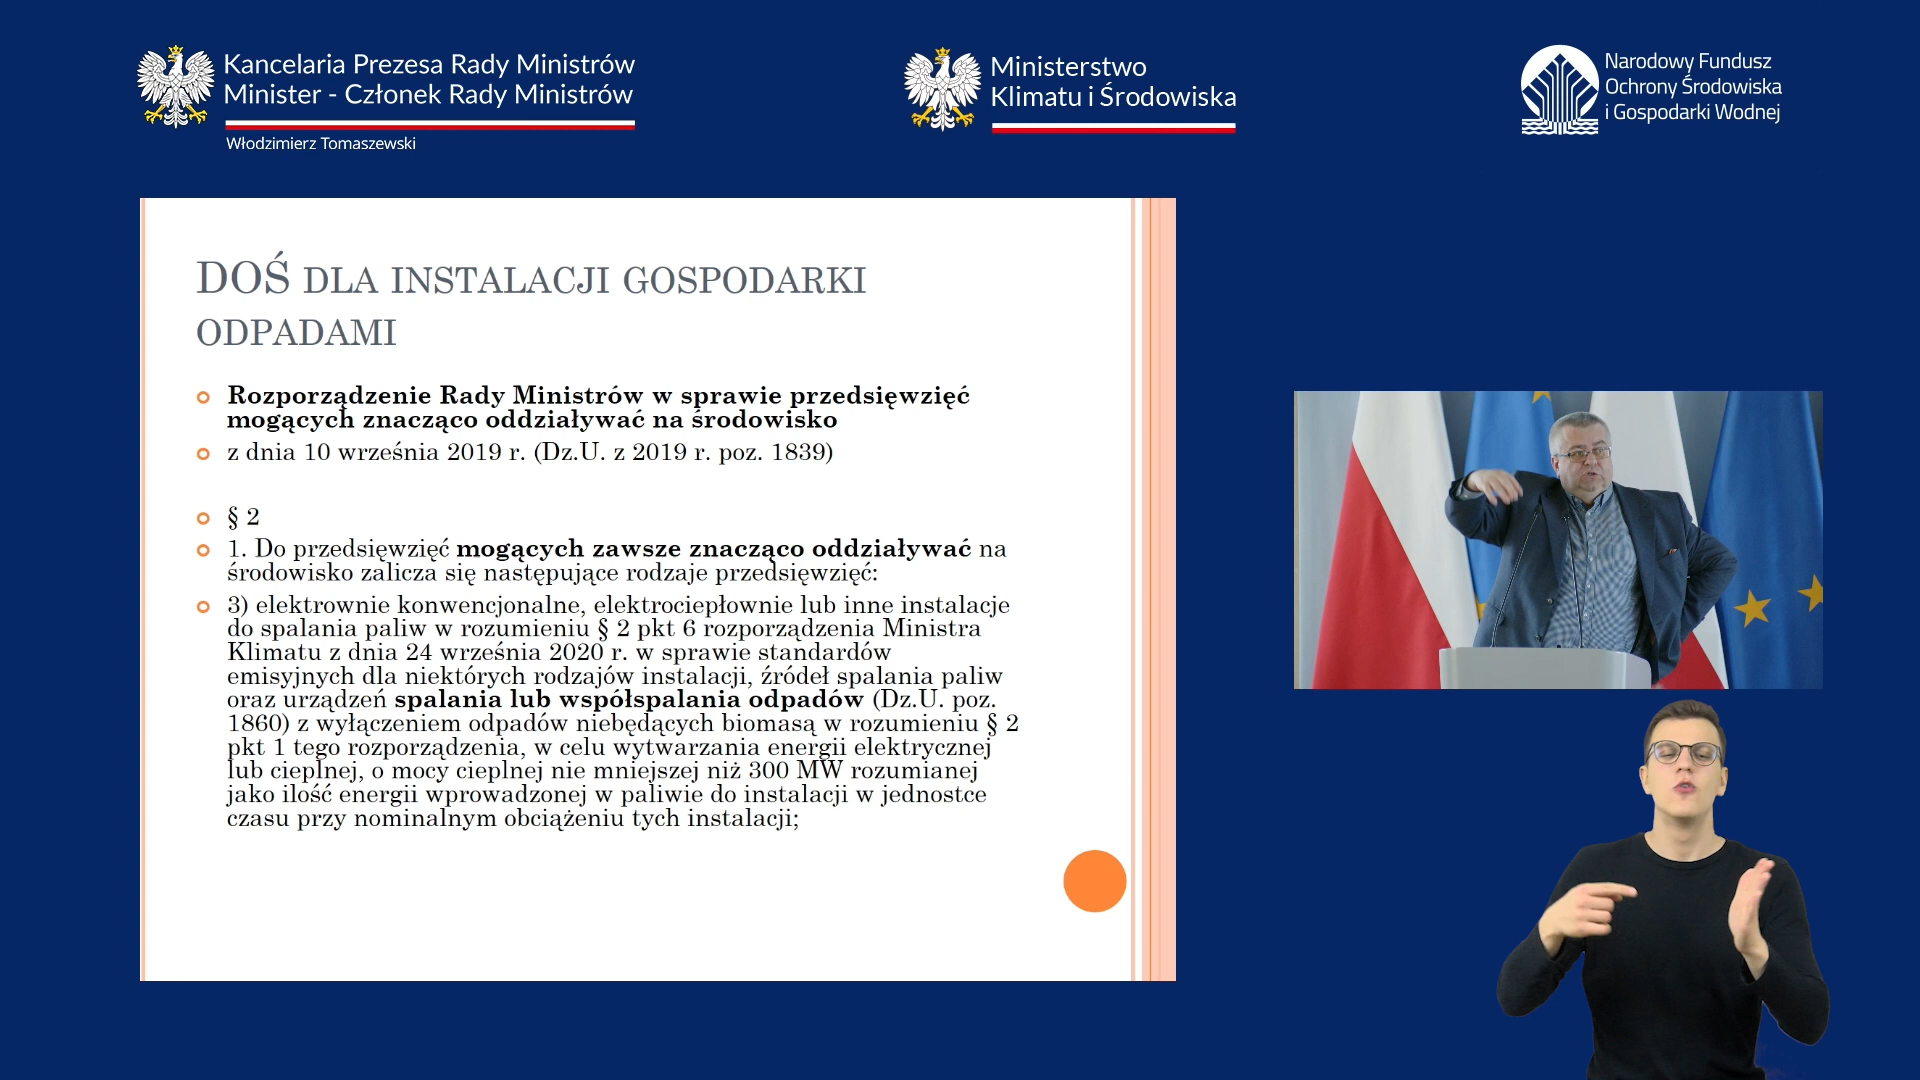 Kancelaria Prezesa Rady Ministrów
Minister - Członek Rady Ministrów
Włodzimierz Tomaszewski
Ministerstwo
Klimatu i Środowiska
Narodowy Fundusz
Ochrony Środowiska
i Gospodarki Wodnej
DOŚ DLA INSTALACJI GOSPODARKI
ODPADAMI
Rozporządzenie Rady Ministrów w sprawie przedsięwzięć
mogących znacząco oddziaływać na środowisko
z dnia 10 września 2019 r. (Dz.U. z 2019 r. poz. 1839)
§ 2
1. Do przedsięwzięć mogących zawsze znacząco oddziaływać na
środowisko zalicza się następujące rodzaje przedsięwzięć:
3) elektrownie konwencjonalne, elektrociepłownie lub inne instalacje
do spalania paliw w rozumieniu § 2 pkt 6 rozporządzenia Ministra
Klimatu z dnia 24 września 2020 r. w sprawie standardów
emisyjnych dla niektórych rodzajów instalacji, źródeł spalania paliw
oraz urządzeń spalania lub współspalania odpadów (Dz.U. poz.
1860) z wyłączeniem odpadów niebędących biomasą w rozumieniu § 2
pkt 1 tego rozporządzenia, w celu wytwarzania energii elektrycznej
lub cieplnej, o mocy cieplnej nie mniejszej niż 300 MW rozumianej
jako ilość energii wprowadzonej w paliwie do instalacji w jednostce
czasu przy nominalnym obciążeniu tych instalacji;